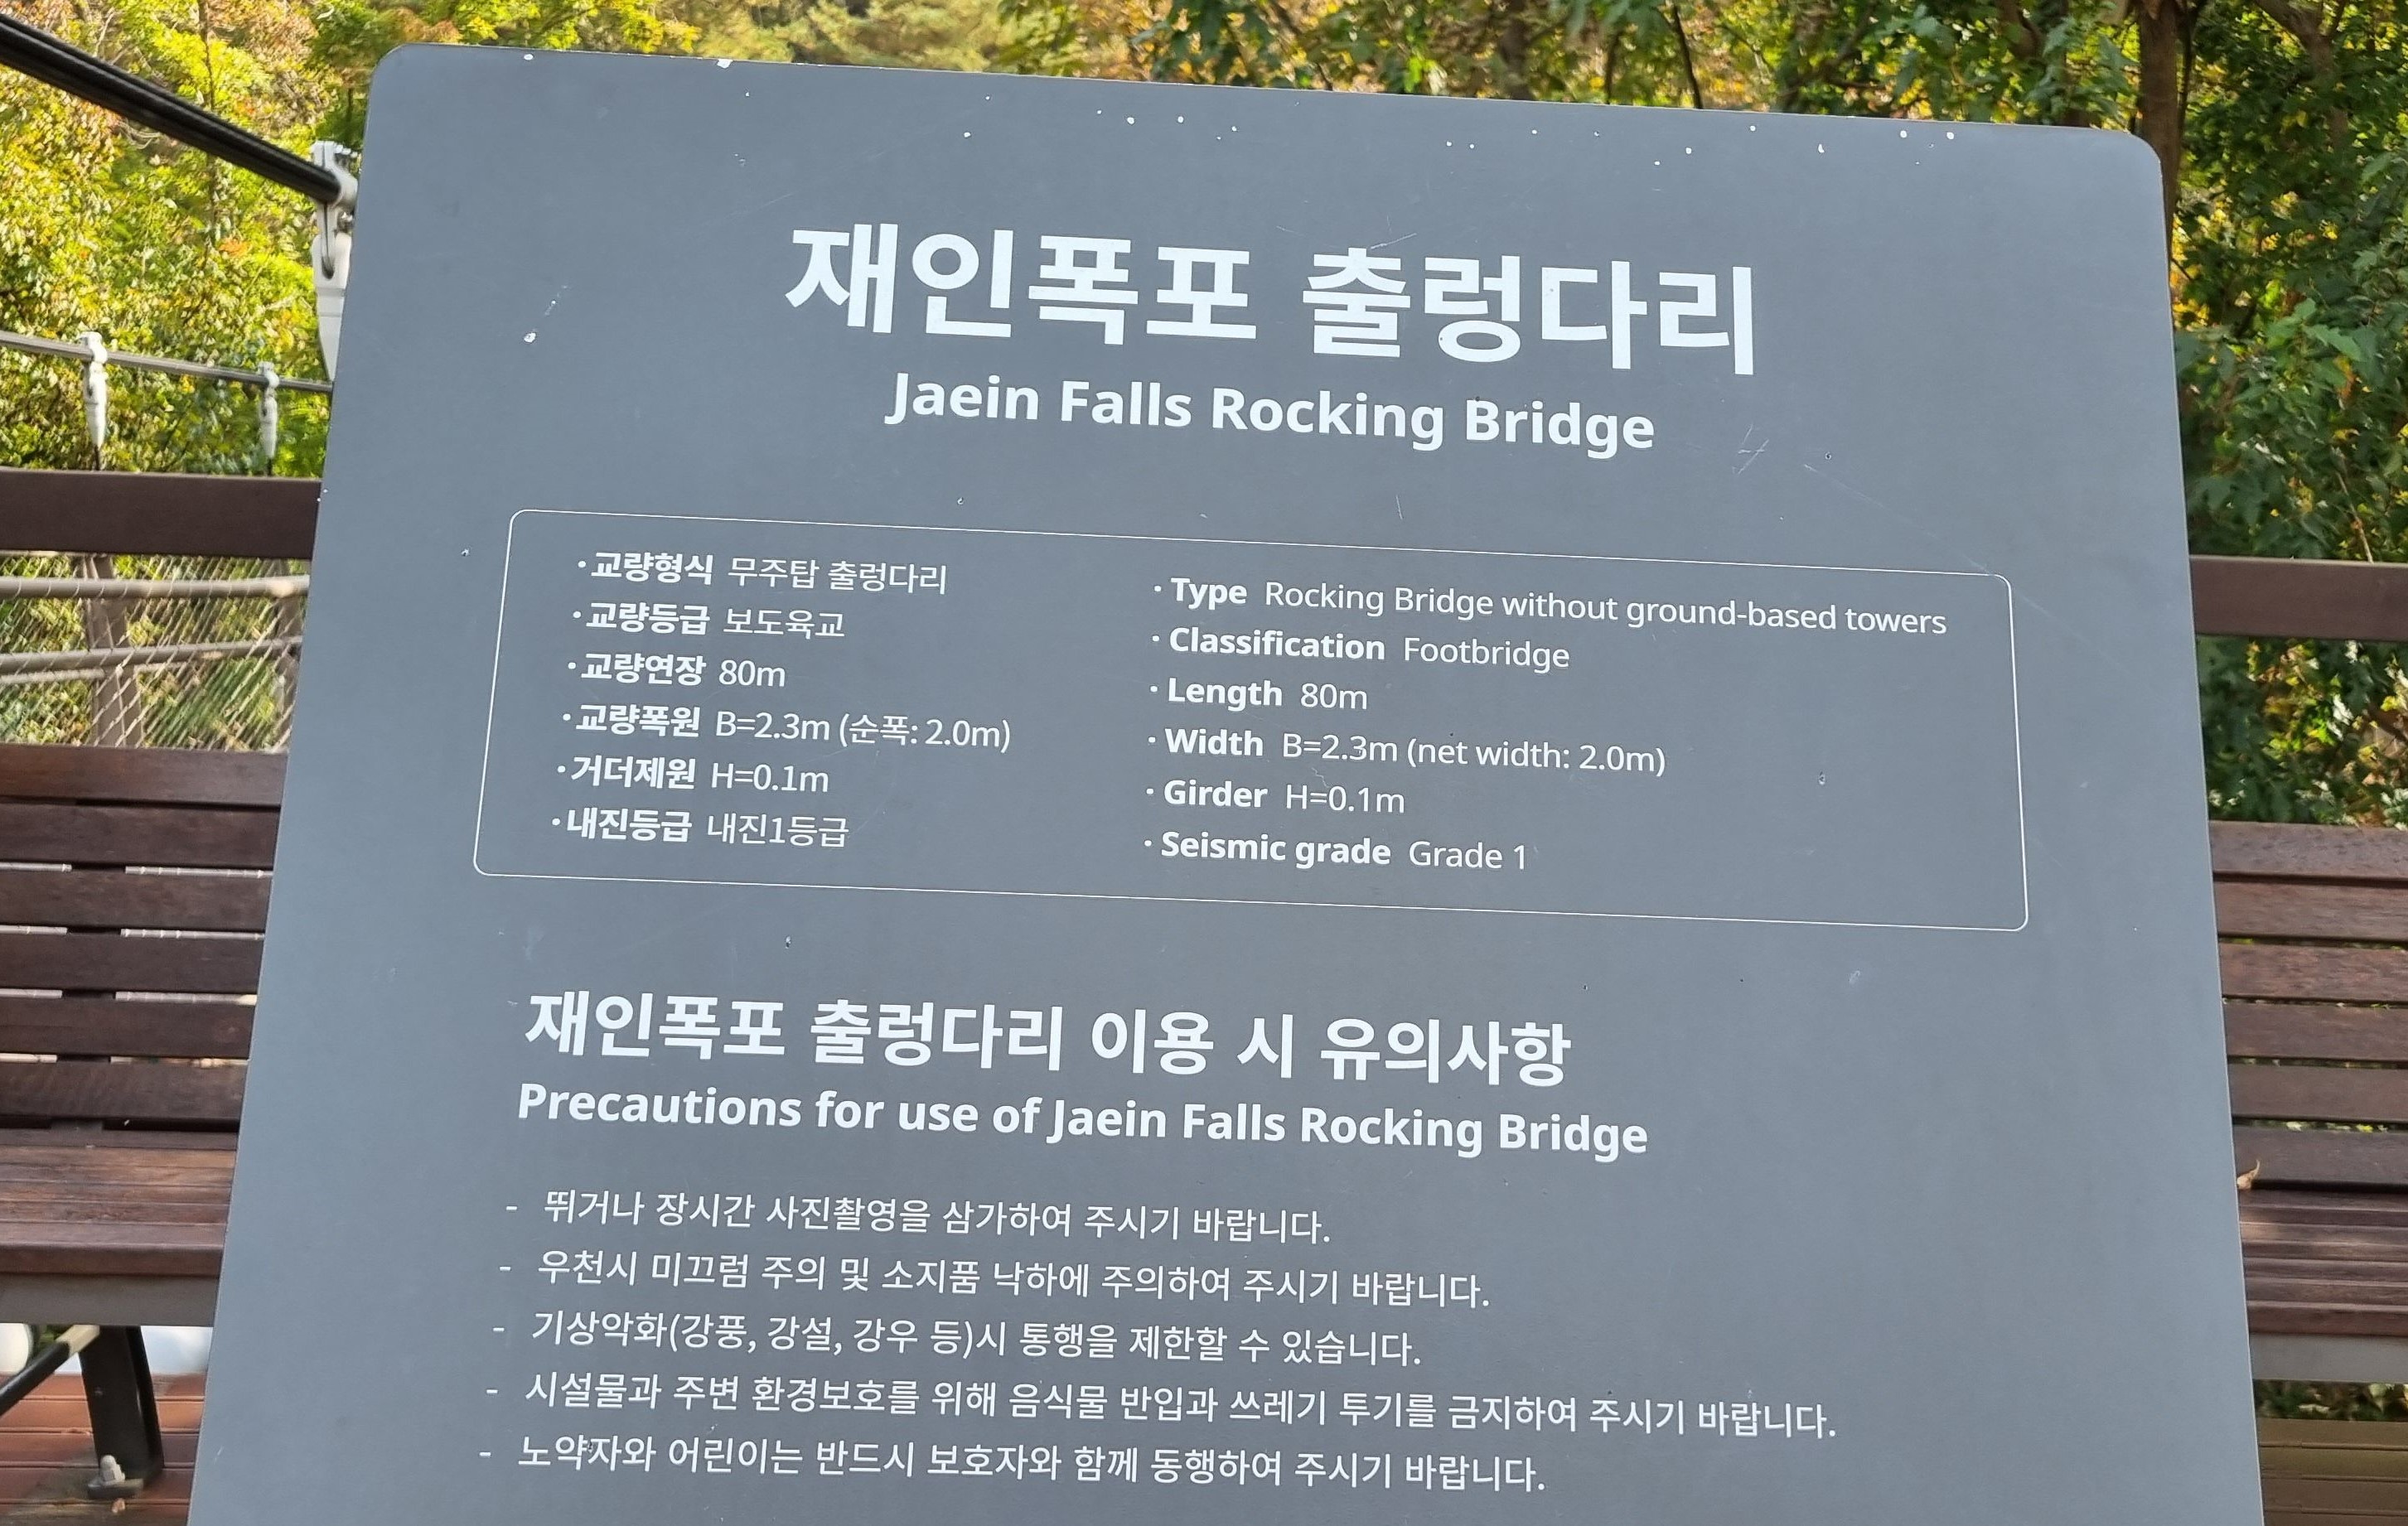 재인폭포 출렁다리
Jaein Falls Rocking Bridge
·교량형식 무주탑 출렁다리
·교량등급 보도육교
·교량연장 80m
·교량폭원 B=2.3m (순폭: 2.0m)
·거더제원 H=0.1m
·내진등급 내진1등급
· Type Rocking Bridge without ground-based towers
· Classification Footbridge
· Length 80m
· Width B=2.3m (net width: 2.0m)
· Girder H=0.1m
· Seismic grade Grade 1
재인폭포 출렁다리 이용 시 유의사항
Precautions for use of Jaein Falls Rocking Bridge
- 뛰거나 장시간 사진촬영을 삼가하여 주시기 바랍니다.
- 우천시 미끄럼 주의 및 소지품 낙하에 주의하여 주시기 바랍니다.
- 기상악화(강풍, 강설, 강우 등)시 통행을 제한할 수 있습니다.
- 시설물과 주변 환경보호를 위해 음식물 반입과 쓰레기 투기를 금지하여 주시기 바랍니다.
- 노약자와 어린이는 반드시 보호자와 함께 동행하여 주시기 바랍니다.